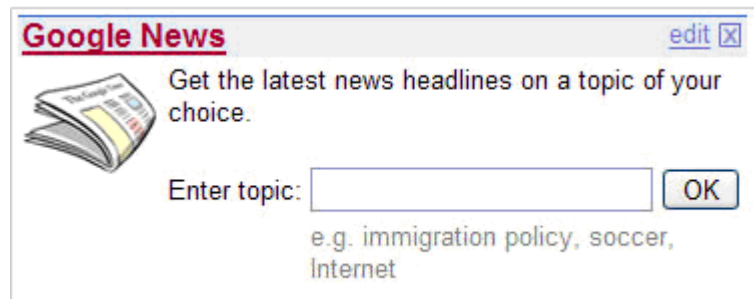 Google News edit X
Get the latest news headlines on a topic of your
choice.
Enter topic: OK
e.g. immigration policy, soccer,
Internet